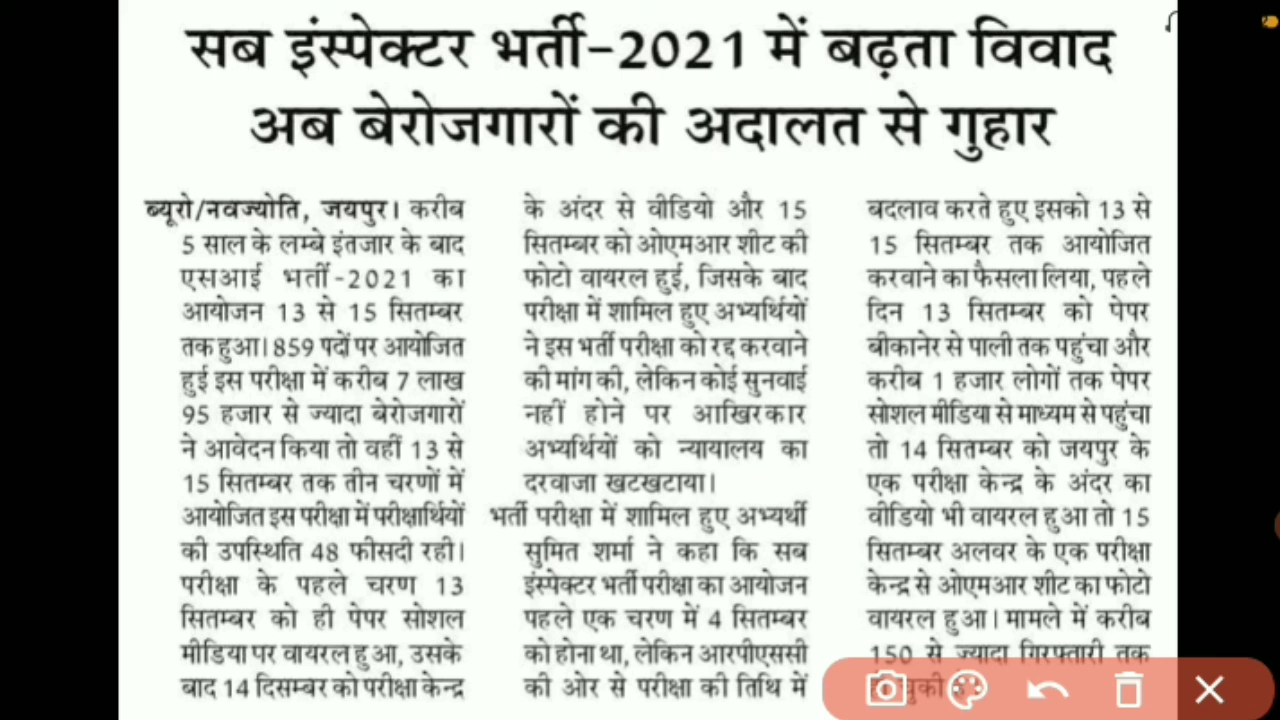 सब इंस्पेक्टर भर्ती-2021 में बढ़ता विवाद
अब बेरोजगारों की अदालत से गुहार
ब्यूरो/नवज्योति, जयपुर। करीब
5 साल के लम्बे इंतजार के बाद
एसआई भर्ती-2021 का
आयोजन 13 से 15 सितम्बर
तक हुआ। 859 पदों पर आयोजित
हुई इस परीक्षा में करीब 7 लाख
95 हजार से ज्यादा बेरोजगारों
ने आवेदन किया तो वहीं 13 से
15 सितम्बर तक तीन चरणों में
आयोजित इस परीक्षा में परीक्षार्थियों
की उपस्थिति 48 फीसदी रही।
परीक्षा के पहले चरण 13
सितम्बर को ही पेपर सोशल
मीडिया पर वायरल हुआ, उसके
बाद 14 दिसम्बर को परीक्षा केन्द्र
के अंदर से वीडियो और 15
सितम्बर को ओएमआर शीट की
फोटो वायरल हुई, जिसके बाद
परीक्षा में शामिल हुए अभ्यर्थियों
ने इस भर्ती परीक्षा को रद्द करवाने
की मांग की, लेकिन कोई सुनवाई
नहीं होने पर आखिरकार
अभ्यर्थियों को न्यायालय का
दरवाजा खटखटाया।
भर्ती परीक्षा में शामिल हुए अभ्यर्थी
सुमित शर्मा ने कहा कि सब
इंस्पेक्टर भर्ती परीक्षा का आयोजन
पहले एक चरण में 4 सितम्बर
को होना था, लेकिन आरपीएससी
की ओर से परीक्षा की तिथि में
बदलाव करते हुए इसको 13 से
15 सितम्बर तक आयोजित
करवाने का फैसला लिया, पहले
दिन 13 सितम्बर को पेपर
बीकानेर से पाली तक पहुंचा और
करीब 1 हजार लोगों तक पेपर
सोशल मीडिया से माध्यम से पहुंचा
तो 14 सितम्बर को जयपुर के
एक परीक्षा केन्द्र के अंदर का
वीडियो भी वायरल हुआ तो 15
सितम्बर अलवर के एक परीक्षा
केन्द्र से ओएमआर शीट का फोटो
वायरल हुआ। मामले में करीब
150 से ज्यादा गिरफ्तारी तक
चुकी